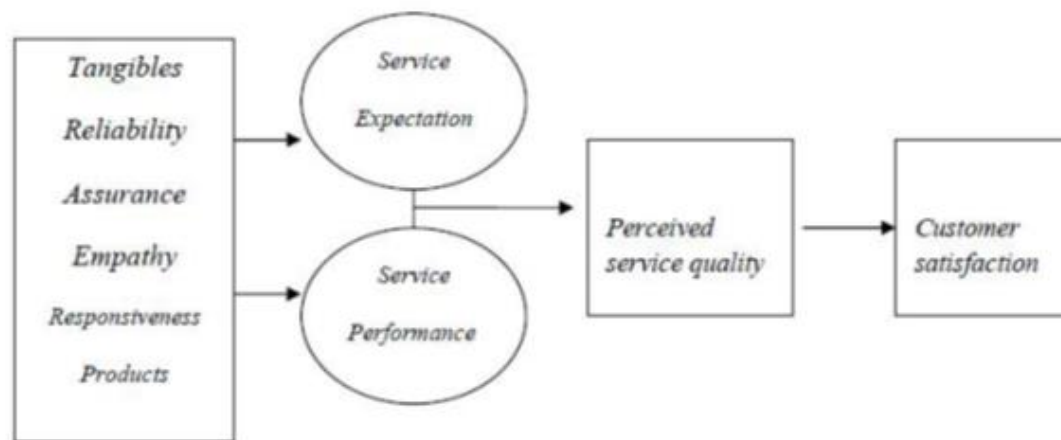 Tangibles
Reliability
Assurance
Empathy
Responsiveness
Products
Service
Expectation
Service
Performance
Perceived
service quality
Customer
satisfaction